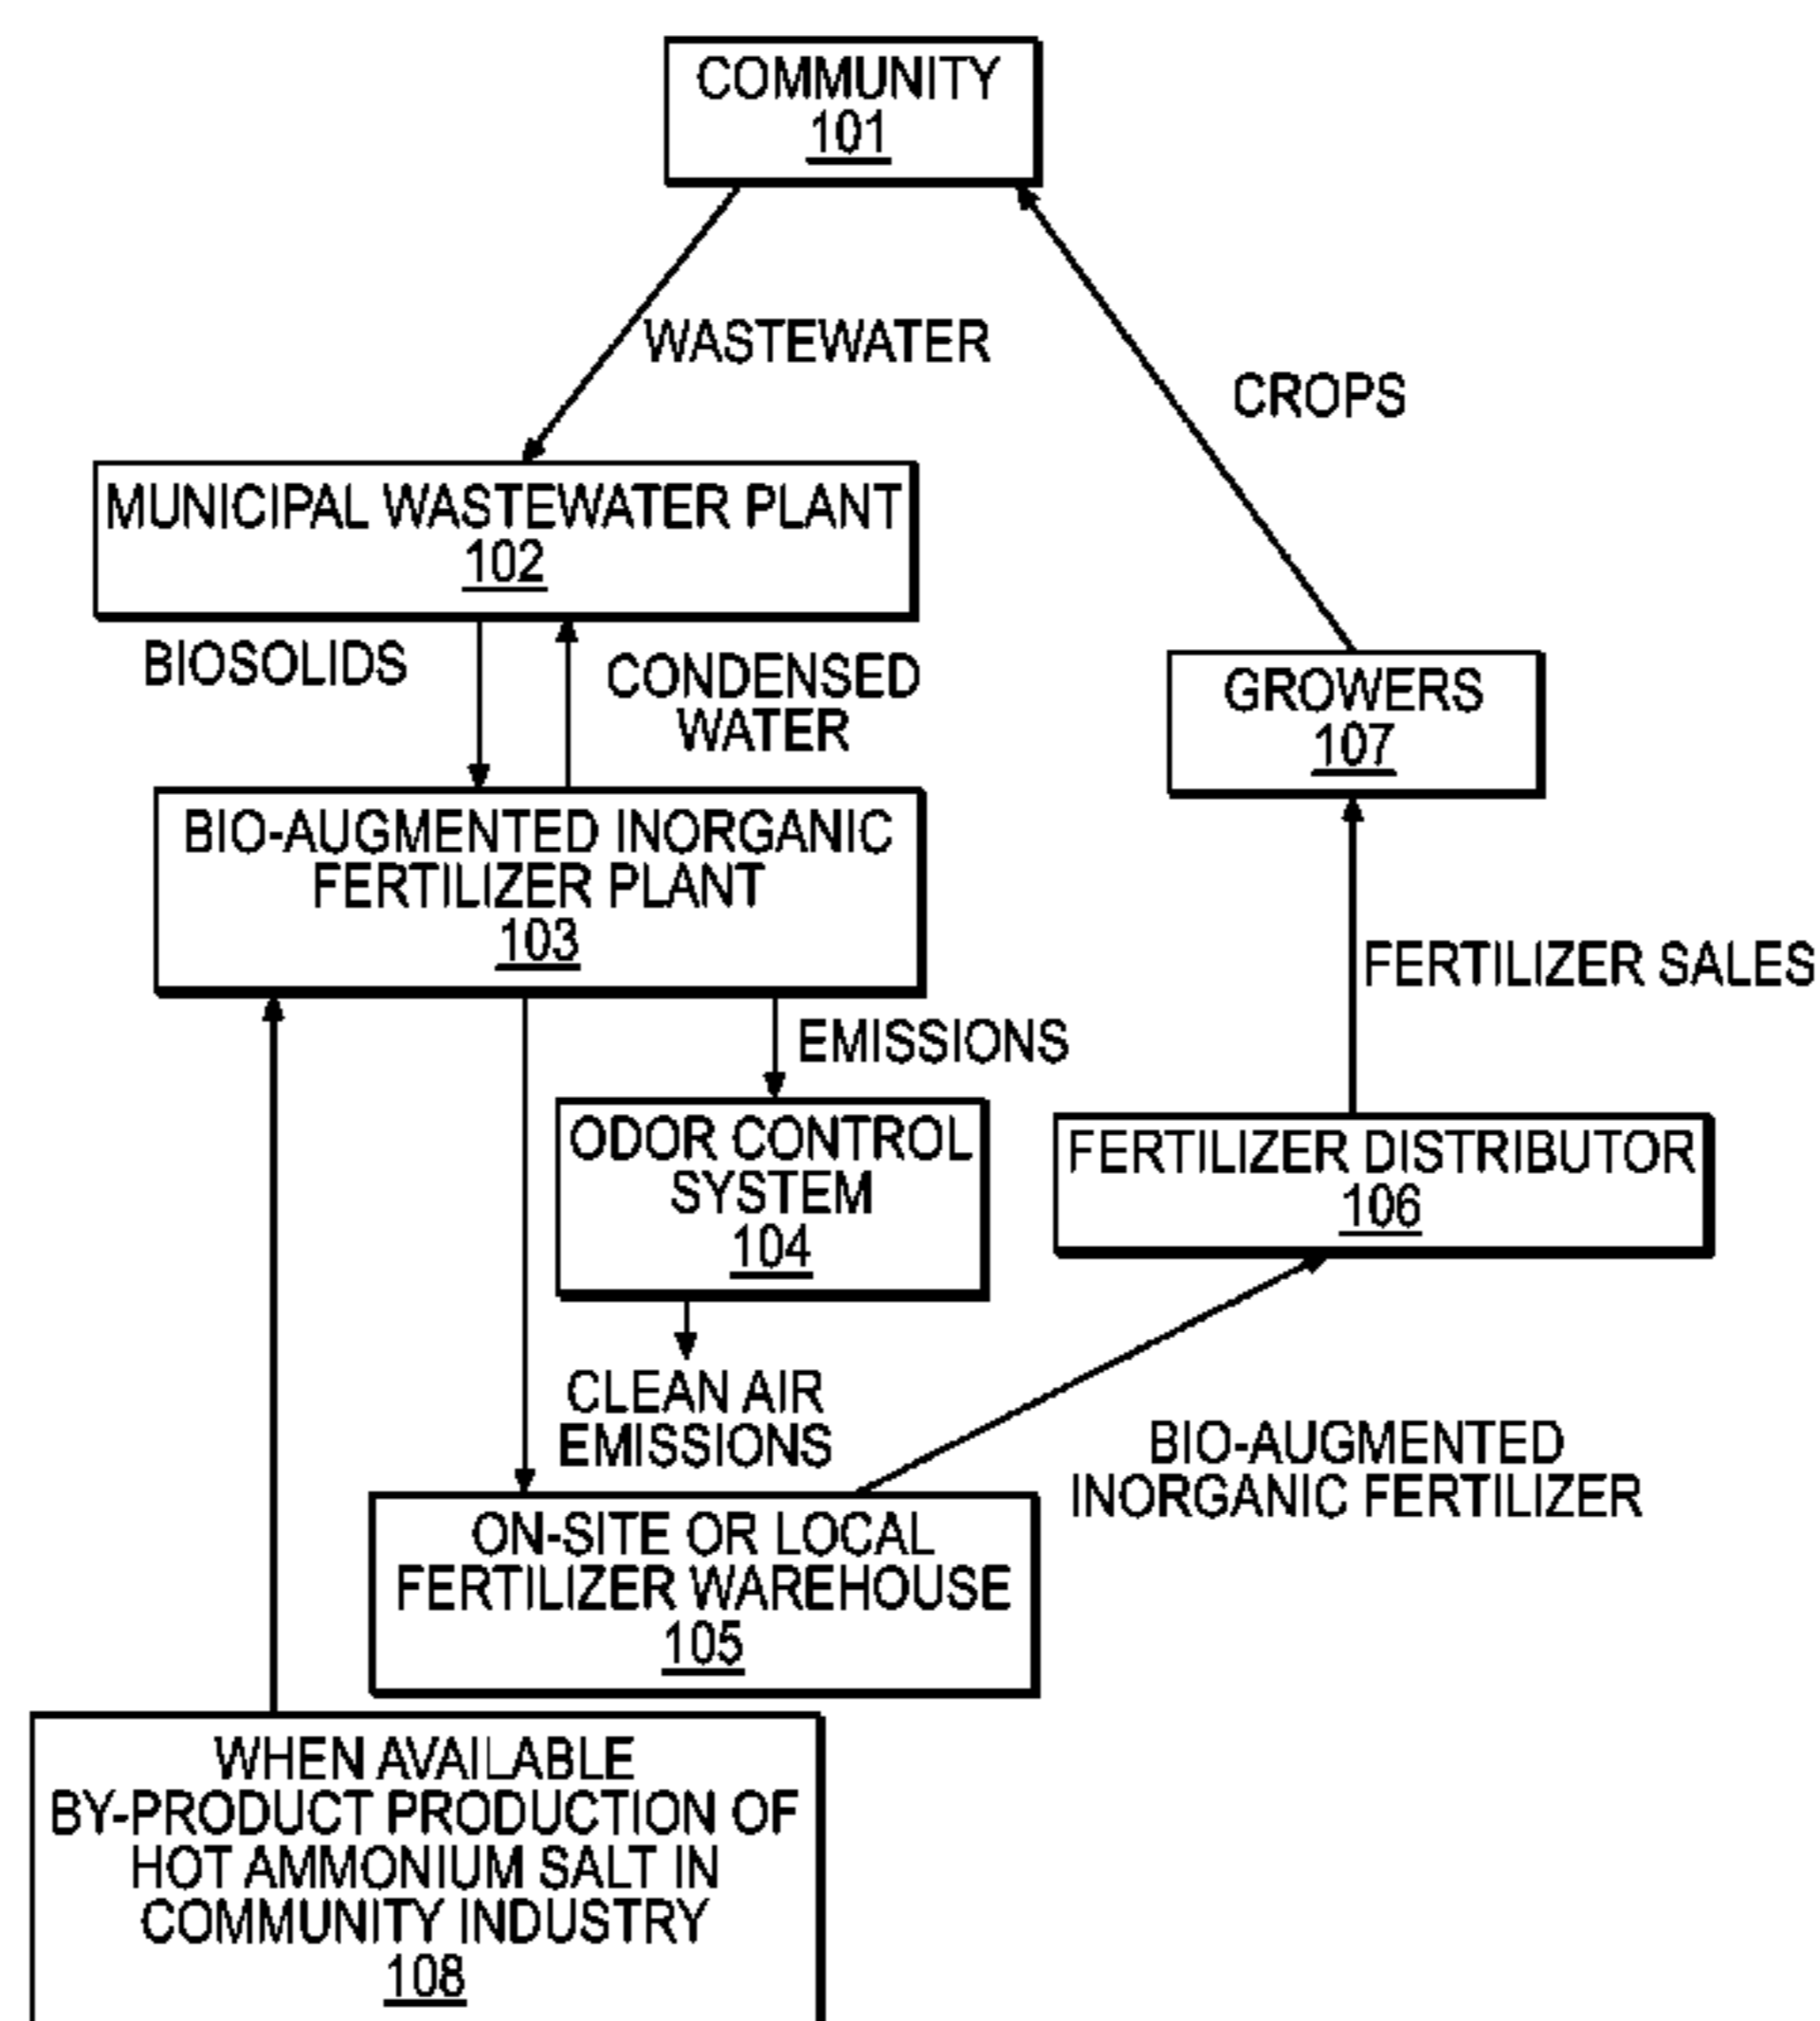 COMMUNITY
101
WASTEWATER
CROPS
MUNICIPAL WASTEWATER PLANT
102
BIOSOLIDS
CONDENSED
WATER
GROWERS
107
BIO-AUGMENTED INORGANIC
FERTILIZER PLANT
103
FERTILIZER SALES
EMISSIONS
ODOR CONTROL
SYSTEM
104
FERTILIZER DISTRIBUTOR
106
CLEAN AIR
EMISSIONS
BIO-AUGMENTED
INORGANIC FERTILIZER
ON-SITE OR LOCAL
FERTILIZER WAREHOUSE
105
WHEN AVAILABLE
BY-PRODUCT PRODUCTION OF
HOT AMMONIUM SALT IN
COMMUNITY INDUSTRY
108